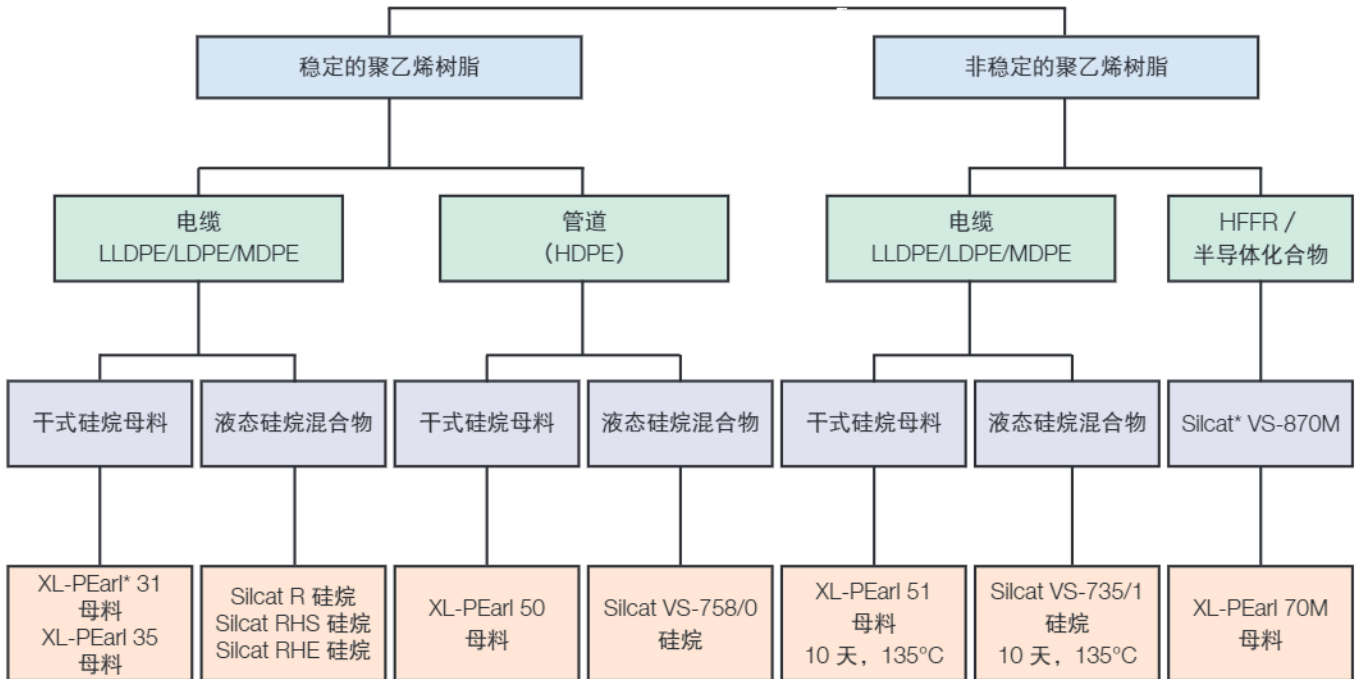 稳定的聚乙烯树脂
非稳定的聚乙烯树脂
电缆
LLDPE/LDPE/MDPE
管道
（HDPE）
电缆
LLDPE/LDPE/MDPE
HFFR /
半导体化合物
干式硅烷母料
液态硅烷混合物
干式硅烷母料
液态硅烷混合物
干式硅烷母料
液态硅烷混合物
Silcat* VS-870M
XL-PEarl* 31
母料
XL-PEarl 35
母料
Silcat R 硅烷
Silcat RHS 硅烷
Silcat RHE 硅烷
XL-PEarl 50
母料
Silcat VS-758/0
硅烷
XL-PEarl 51
母料
10 天，135°C
Silcat VS-735/1
硅烷
10 天，135°C
XL-PEarl 70M
母料